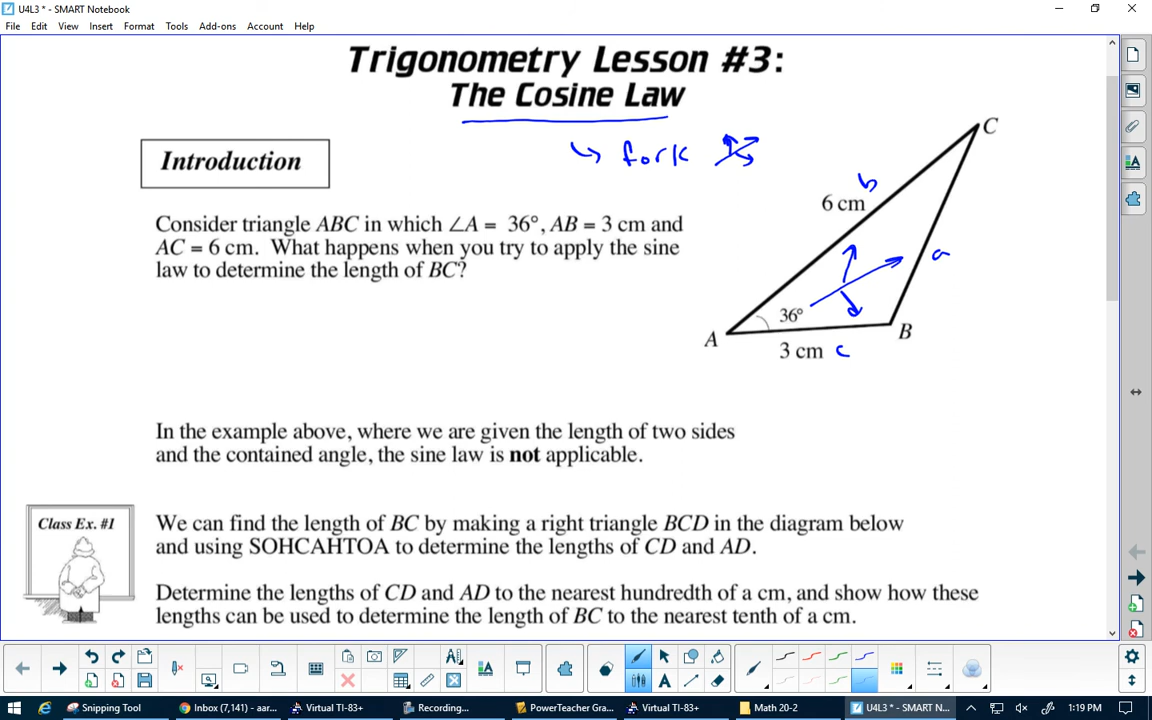 U4L3 * - SMART Notebook
File Edit View Insert Format Tools Add-ons Account Help
Trigonometry Lesson #3:
The Cosine Law
fork
Introduction
Consider triangle ABC in which ∠A = 36°, AB = 3 cm and
AC = 6 cm. What happens when you try to apply the sine
law to determine the length of BC?
C
b
6 cm
a
36°
A
B
3 cm c
In the example above, where we are given the length of two sides
and the contained angle, the sine law is not applicable.
Class Ex. #1
We can find the length of BC by making a right triangle BCD in the diagram below
and using SOHCAHTOA to determine the lengths of CD and AD.
Determine the lengths of CD and AD to the nearest hundredth of a cm, and show how these
lengths can be used to determine the length of BC to the nearest tenth of a cm.
Snipping Tool Inbox (7,141) - aar... Virtual TI-83+ Recording... PowerTeacher Gra... Virtual TI-83+ Math 20-2 U4L3 * - SMART N... 1:19 PM